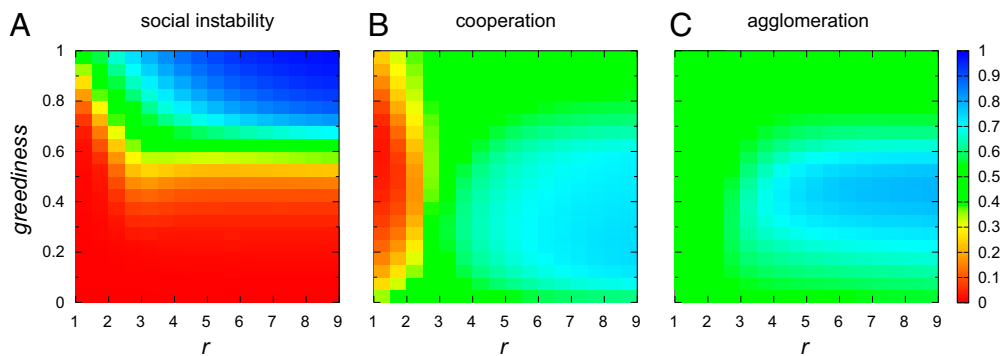 A social instability
B cooperation
C agglomeration
greediness
1
0.8
0.6
0.4
0.2
0
1 2 3 4 5 6 7 8 9
r
1 2 3 4 5 6 7 8 9
r
1 2 3 4 5 6 7 8 9
r
1
0.9
0.8
0.7
0.6
0.5
0.4
0.3
0.2
0.1
0